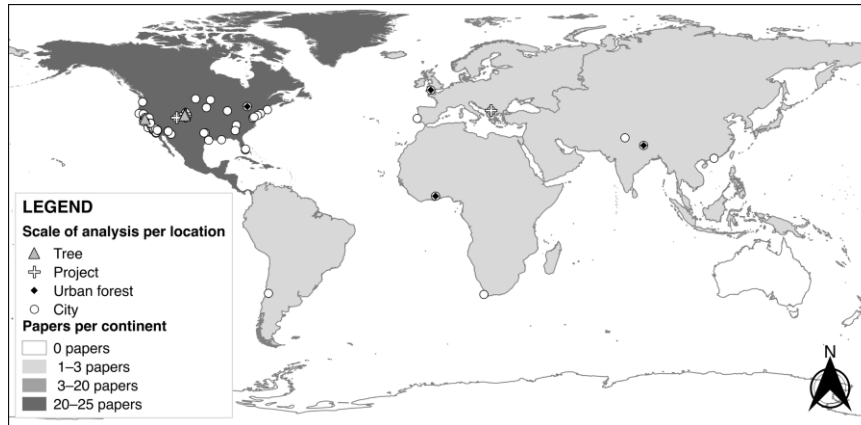 LEGEND
Scale of analysis per location
Tree
Project
Urban forest
City
Papers per continent
0 papers
1–3 papers
3–20 papers
20–25 papers
N